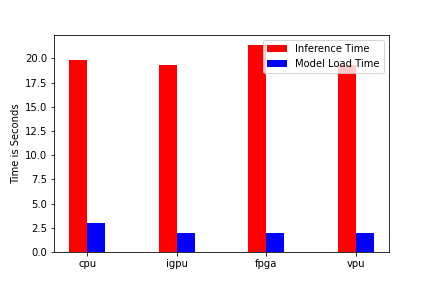 Inference Time
Model Load Time
Time is Seconds
20.0
17.5
15.0
12.5
10.0
7.5
5.0
2.5
0.0
cpu igpu fpga vpu